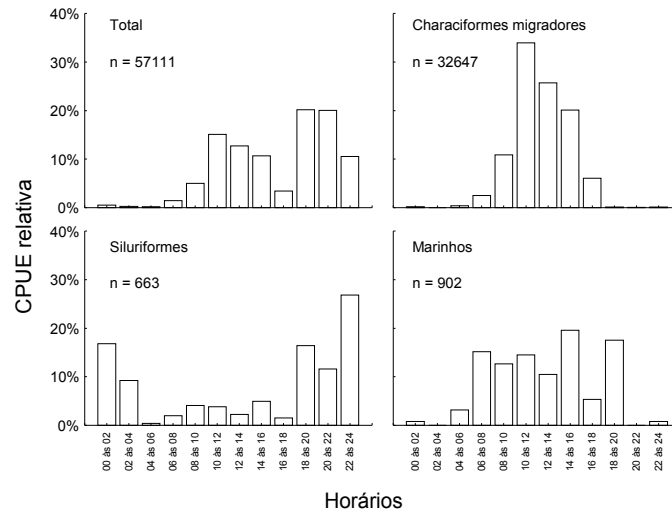 40%
30%
20%
10%
0%
Total
n = 57111
Characiformes migradores
n = 32647
CPUE relativa
40%
30%
20%
10%
0%
Siluriformes
n = 663
Marinhos
n = 902
00 às 02
02 às 04
04 às 06
06 às 08
08 às 10
10 às 12
12 às 14
14 às 16
16 às 18
18 às 20
20 às 22
22 às 24
00 às 02
02 às 04
04 às 06
06 às 08
08 às 10
10 às 12
12 às 14
14 às 16
16 às 18
18 às 20
20 às 22
22 às 24
Horários